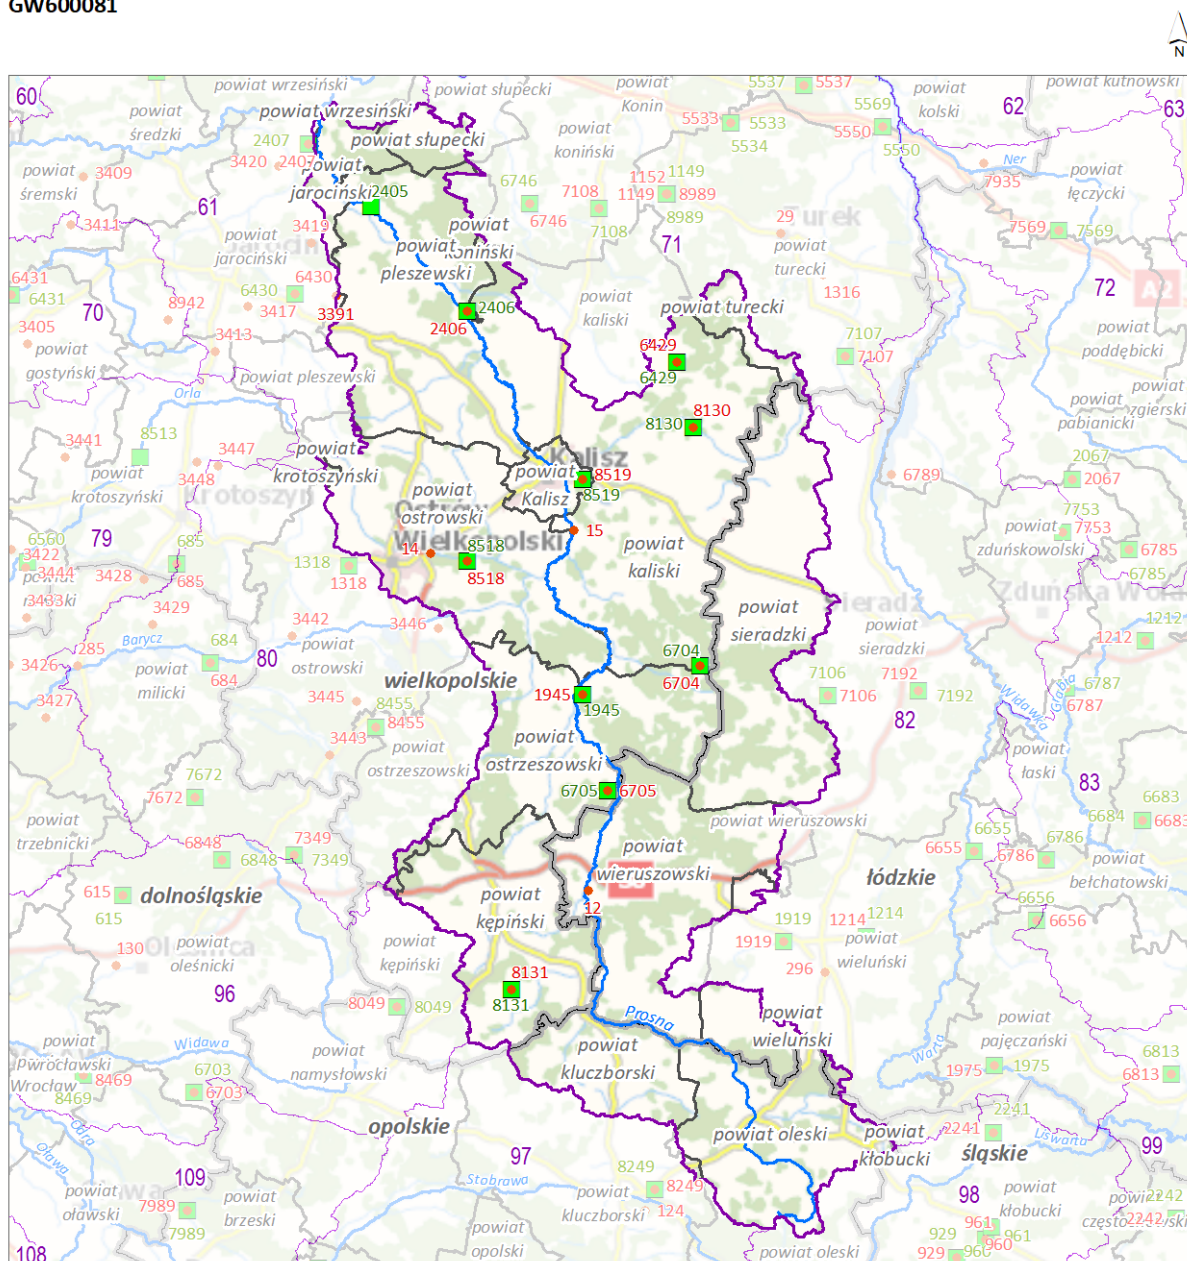 GW600081
N
60
powiat wrzesiński
powiat słupecki
powiat
Konin
5537
5537
powiat kutnowski
powiat
średzki
powiat wrzesiński
5533
5533
5534
5569
5550
5550
powiat
kolski
62
63
2407
powiat słupecki
powiat
koniński
3420
powiat
śremski
3409
powiat
jarociński
2405
6746
6746
7108
7108
1152
1149
1149
8989
8989
Ner
7935
powiat
łęczycki
61
3411
3419
powiat
jarociński
powiat
koniński
71
29
Turek
powiat
turecki
7569
7569
powiat
pleszewski
6431
6431
6430
6430
3417
8942
70
3391
2406
2406
powiat
kaliski
powiat turecki
1316
72
A2
3405
powiat
gostyński
3413
6429
6429
7107
7107
powiat
poddębicki
powiat pleszewski
Orla
8130
8130
powiat
pabianicki
powiat
zgierski
3441
8513
3447
3448
powiat
krotoszyński
powiat
krotoszyński
Kalisz
powiat
Kalisz
8519
8519
6789
2067
2067
powiat
ostrowski
Ostrów
Wielkopolski
15
14
79
6560
3422
3444
3428
685
685
1318
1318
8518
8518
powiat
kaliski
7753
7753
powiat
zduńskowolski
6785
6785
3433
3429
3442
3446
powiat
sieradzki
Sieradz
Zduńska Wola
powiat
sieradzki
1212
1212
Barycz
285
3426
684
684
80
powiat
ostrowski
powiat
milicki
wielkopolskie
6704
6704
7106
7106
7192
7192
6787
6787
Widawka
Grabia
3427
3445
8455
8455
3443
1945
1945
82
powiat
ostrzeszowski
powiat
ostrzeszowski
powiat
łaski
7672
7672
6705
6705
83
powiat
trzebnicki
6848
6848
7349
7349
powiat wieruszowski
powiat
wieruszowski
6655
6655
6684
6683
6683
6786
6786
615
615
dolnośląskie
łódzkie
powiat
bełchatowski
powiat
kępiński
12
6656
6656
130
powiat
oleśnicki
powiat
kępiński
1919
1919
1214
1214
powiat
wieluński
296
96
8131
8131
8049
8049
Prosna
powiat
wieluński
powiat
pajęczański
Warta
Widawa
powiat
namysłowski
powiat
kluczborski
1975
1975
6813
6813
powiat
wrocławski
Wrocław
8469
8469
6703
6703
opolskie
powiat oleski
powiat
kłobucki
2241
2241
śląskie
Liswarta
99
Odra
Oława
97
109
Stobrawa
8249
8249
124
powiat
kluczborski
98
powiat
kłobucki
powiat
oławski
7989
7989
powiat
brzeski
powiat
opolski
powiat oleski
929
929
961
961
960
960
2242
2242
108